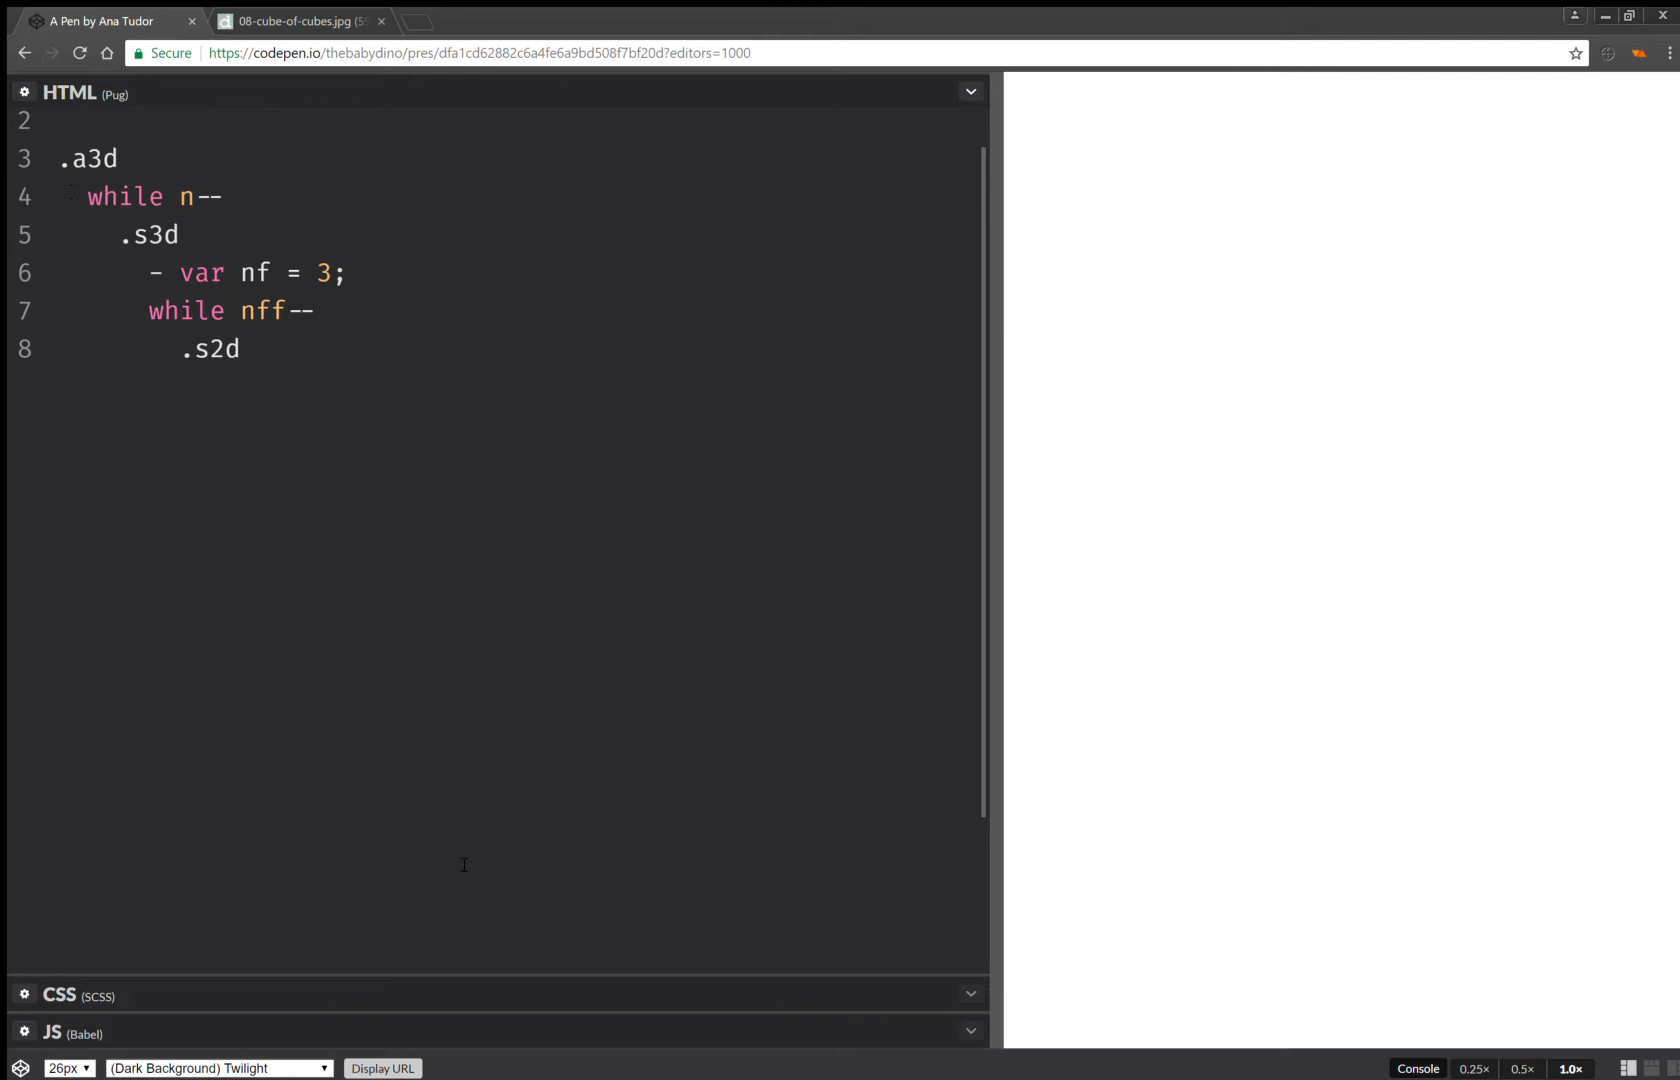 A Pen by Ana Tudor
08-cube-of-cubes.jpg (5
Secure
https://codepen.io/thebabydino/pres/dfa1cd62882c6a4fe6a9bd508f7bf20d?editors=1000
HTML (Pug)
2
3 .a3d
4 while n--
5 .s3d
6 - var nf = 3;
7 while nff--
8 .s2d
CSS (SCSS)
JS (Babel)
26px
(Dark Background) Twilight
Display URL
Console
0.25×
0.5×
1.0×